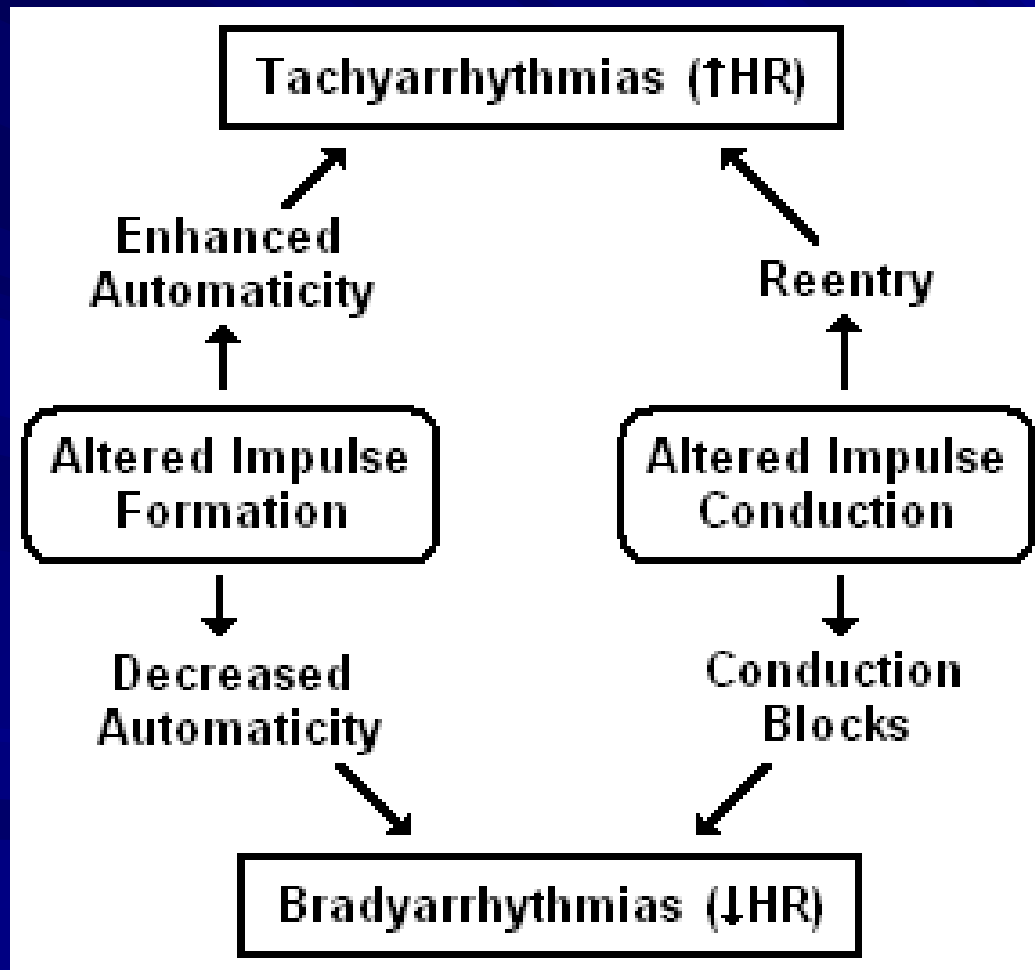 Tachyarrhythmias (↑HR)
Enhanced
Automaticity
Reentry
Altered Impulse
Formation
Altered Impulse
Conduction
Decreased
Automaticity
Conduction
Blocks
Bradyarrhythmias (↓HR)